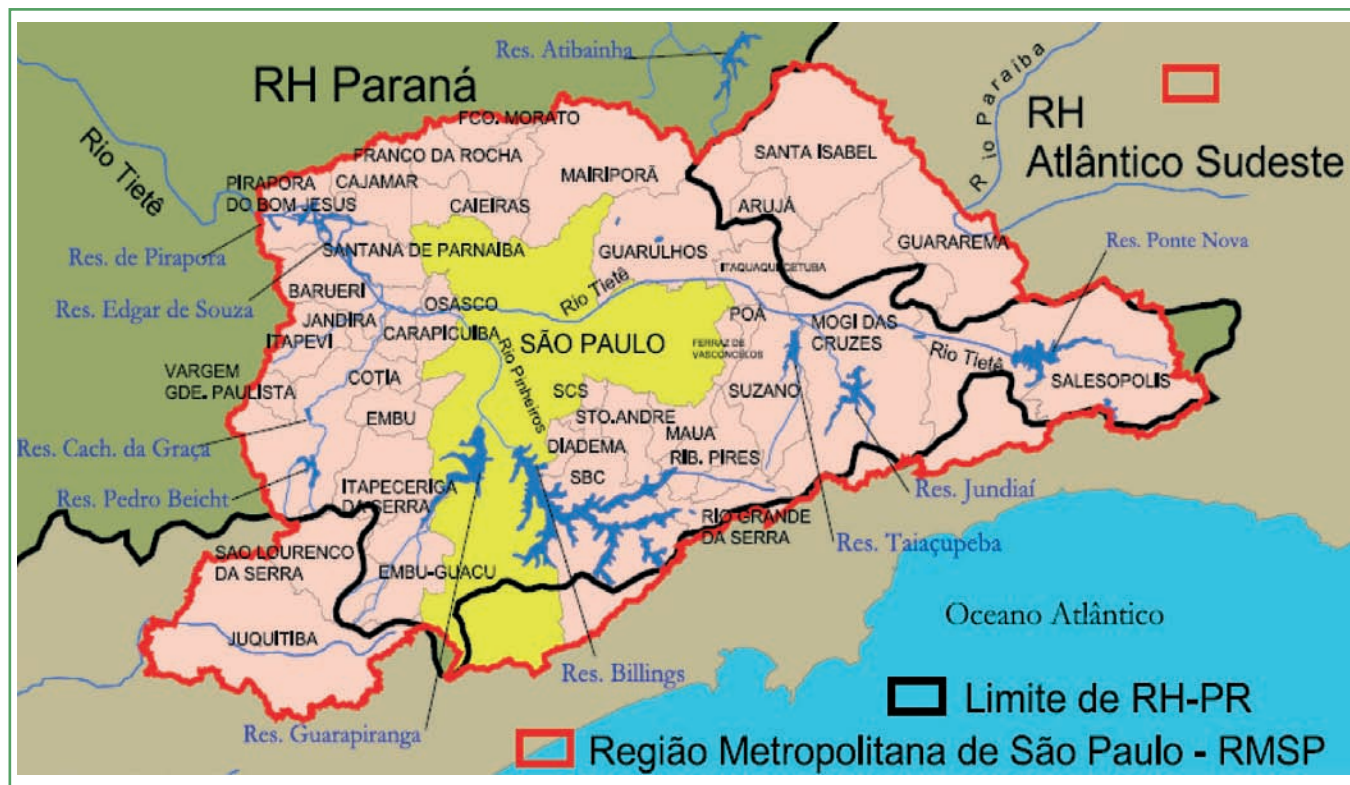 Res. Atibainha
RH Paraná
Rio Paraíba
RH
Atlântico Sudeste
Rio Tietê
FCO. MORATO
FRANCO DA ROCHA
SANTA ISABEL
MAIRIPORÃ
PIRAPORA
DO BOM JESUS
CAJAMAR
CAIEIRAS
ARUJÁ
SANTANA DE PARNAIBA
GUARULHOS
GUARAREMA
Res. Ponte Nova
Res. de Pirapora
ITAQUAQUECETUBA
BARUERI
OSASCO
Rio Tietê
Res. Edgar de Souza
JANDIRA
CARAPICUIBA
POÁ
MOGI DAS
CRUZES
ITAPEVI
SÃO PAULO
FERRAZ DE
VASCONCELOS
Rio Tietê
Rio Pinheiros
VARGEM
GDE. PAULISTA
COTIA
SCS
SUZANO
SALESOPOLIS
EMBU
STO.ANDRE
DIADEMA
MAUA
RIB. PIRES
Res. Cach. da Graça
SBC
Res. Pedro Beicht
ITAPECERIGA
DA SERRA
Res. Jundiaí
RIO GRANDE
DA SERRA
Res. Taiaçupeba
SAO LOURENCO
DA SERRA
EMBU-GUACU
Oceano Atlântico
JUQUITIBA
Res. Billings
Res. Guarapiranga
Limite de RH-PR
Região Metropolitana de São Paulo - RMSP